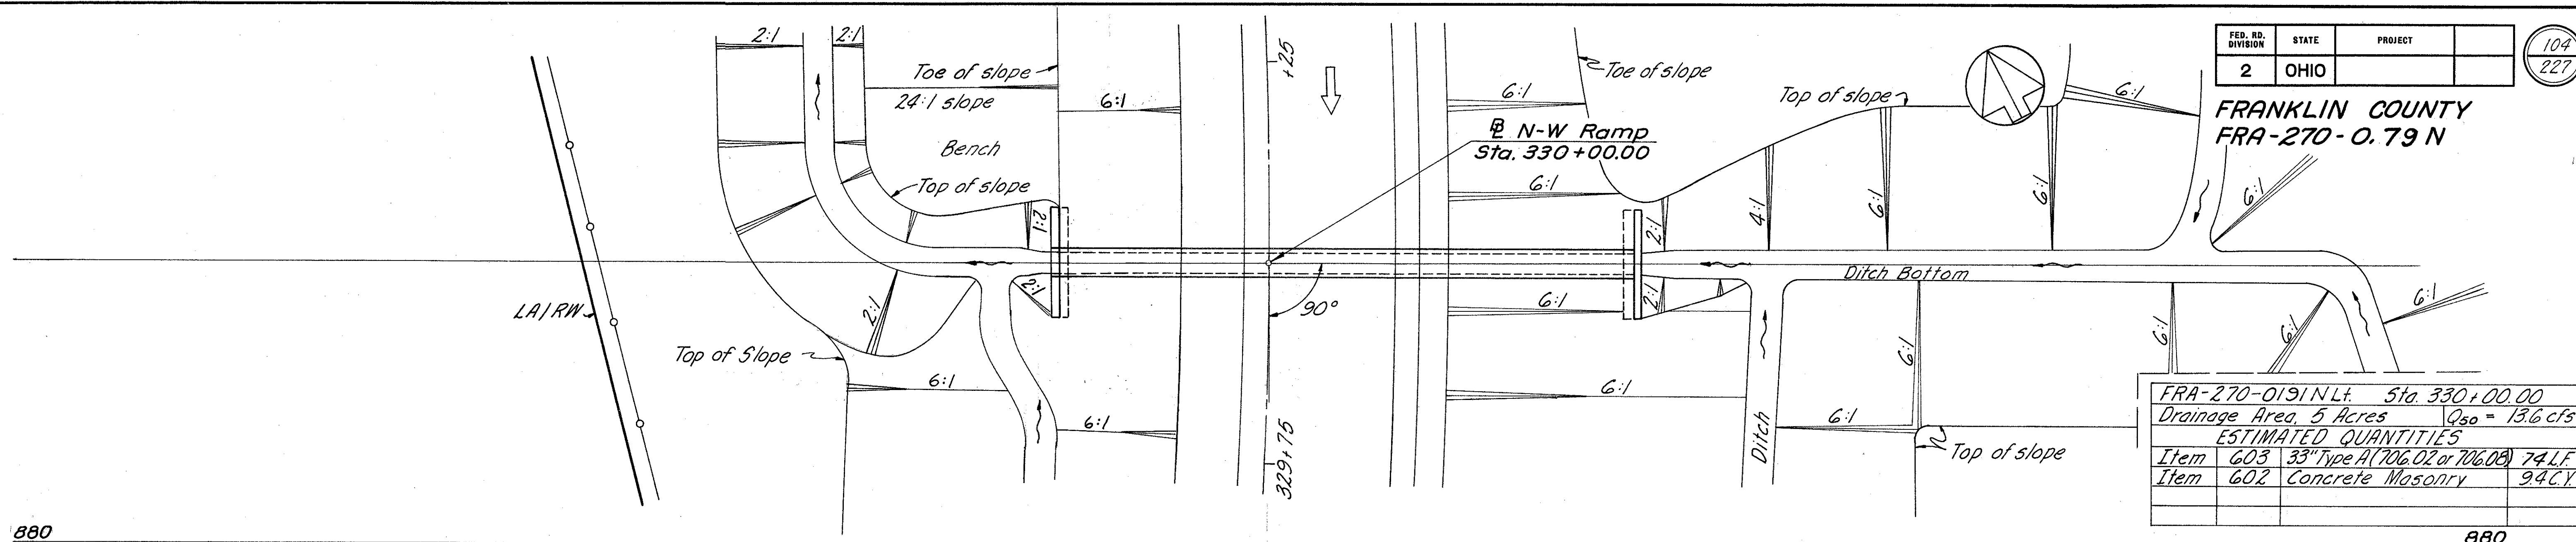 FED. RD. DIVISION STATE PROJECT
2 OHIO
104
227
FRANKLIN COUNTY
FRA-270-0.79 N
2:1 2:1
Toe of slope
24:1 slope
6:1
+25
6:1
Toe of slope
Top of slope
6:1
Bench
Top of slope
℄ N-W Ramp
Sta. 330+00.00
6:1
4:1
6:1
6:1
6:1
2:1
2:1
Ditch Bottom
LA/RW
2:1
2:1
90°
6:1
2:1
6:1
6:1
6:1
6:1
Top of Slope
6:1
6:1
6:1
6:1
329+75
Ditch
Top of slope
FRA-270-0191 N Lt. Sta. 330+00.00
Drainage Area, 5 Acres Q50 = 13.6 cfs
ESTIMATED QUANTITIES
Item 603 33" Type A (706.02 or 706.08) 74 L.F.
Item 602 Concrete Masonry 9.4 C.Y.
880
880